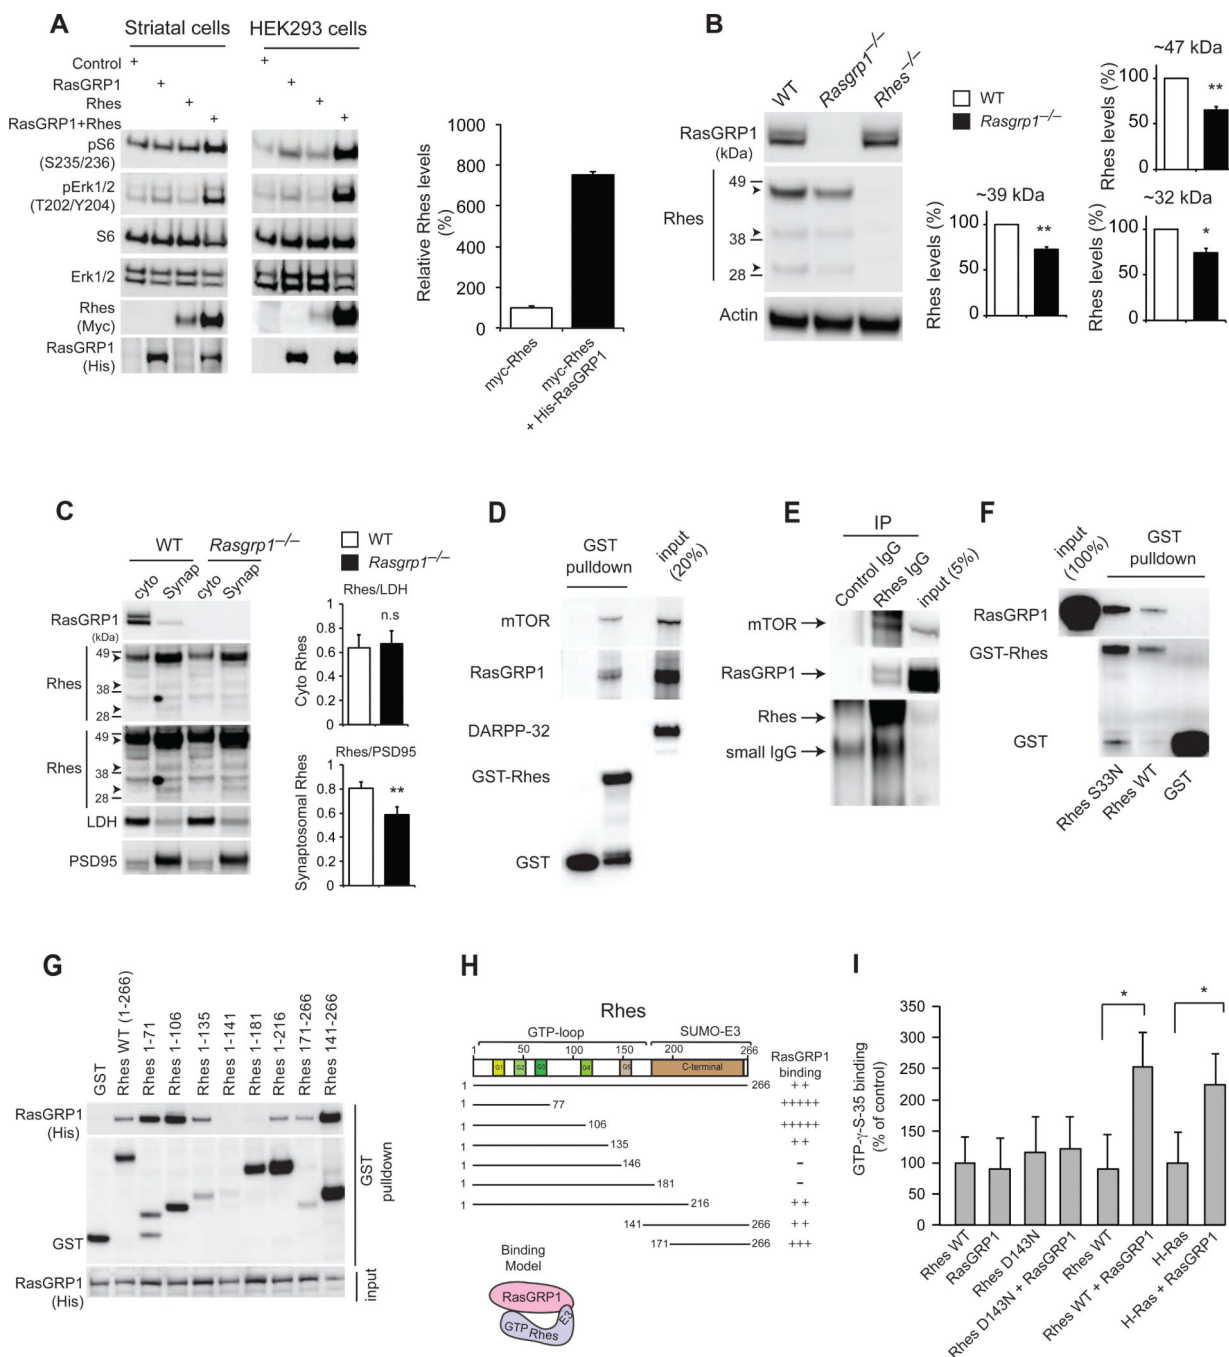 A
Striatal cells
HEK293 cells
Control
+
+
RasGRP1
+
+
Rhes
+
+
RasGRP1+Rhes
+
+
pS6
(S235/236)
pErk1/2
(T202/Y204)
S6
Erk1/2
Rhes
(Myc)
RasGRP1
(His)
Relative Rhes levels
(%)
1000
800
600
400
200
0
myc-Rhes
myc-Rhes
+ His-RasGRP1
B
WT
Rasgrp1–/–
Rhes–/–
RasGRP1
(kDa)
49
Rhes
38
28
Actin
WT
Rasgrp1–/–
~47 kDa
Rhes levels (%)
100
50
0
**
~39 kDa
Rhes levels (%)
100
50
0
**
~32 kDa
Rhes levels (%)
100
50
0
*
C
WT
Rasgrp1–/–
cyto
Synap
cyto
Synap
RasGRP1
(kDa)
49
Rhes
38
28
49
Rhes
38
28
LDH
PSD95
WT
Rasgrp1–/–
Rhes/LDH
Cyto Rhes
1
0.8
0.6
0.4
0.2
0
n.s
Rhes/PSD95
Synaptosomal Rhes
1
0.8
0.6
0.4
0.2
0
**
D
GST
pulldown
input
(20%)
mTOR
RasGRP1
DARPP-32
GST-Rhes
GST
E
IP
Control IgG
Rhes IgG
input (5%)
mTOR
RasGRP1
Rhes
small IgG
F
input
(100%)
GST
pulldown
RasGRP1
GST-Rhes
GST
Rhes S33N
Rhes WT
GST
G
GST
Rhes WT (1-266)
Rhes 1-71
Rhes 1-106
Rhes 1-135
Rhes 1-141
Rhes 1-181
Rhes 1-216
Rhes 171-266
Rhes 141-266
RasGRP1
(His)
GST
GST
pulldown
RasGRP1
(His)
input
H
Rhes
GTP-loop
SUMO-E3
1
50
100
150
200
266
G1
G2
G3
G4
G5
C-terminal
RasGRP1
binding
1
266
++
1
77
+++++
1
106
+++++
1
135
++
1
146
–
1
181
–
1
216
++
141
266
++
171
266
+++
Binding
Model
RasGRP1
GTP
Rhes
E3
I
GTP-γ-S-35 binding
(% of control)
350
300
250
200
150
100
50
0
*
*
Rhes WT
RasGRP1
Rhes D143N
Rhes D143N + RasGRP1
Rhes WT
Rhes WT + RasGRP1
H-Ras
H-Ras + RasGRP1